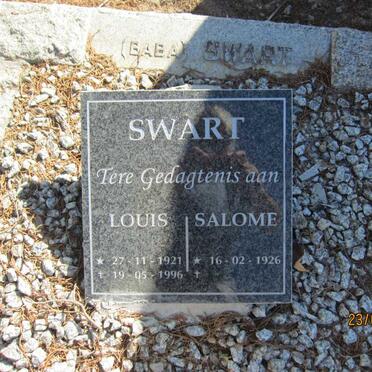 (BABA) SWART
SWART
Tere Gedagtenis aan
LOUIS SALOME
★ 27 - 11 - 1921 ★ 16 - 02 - 1926
✝ 19 - 05 - 1996 ✝
23/